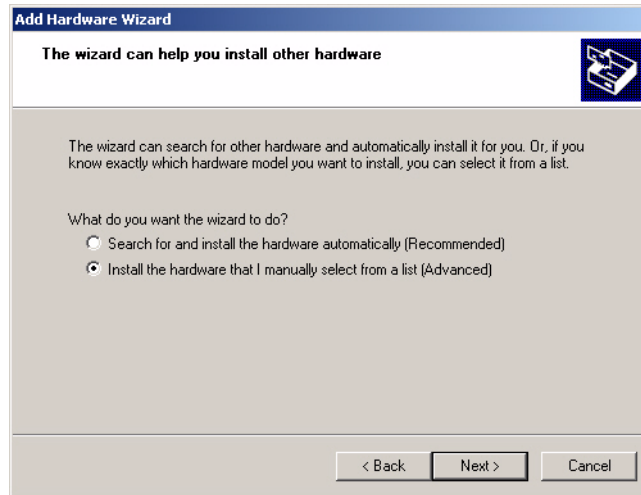 Add Hardware Wizard
The wizard can help you install other hardware
The wizard can search for other hardware and automatically install it for you. Or, if you
know exactly which hardware model you want to install, you can select it from a list.
What do you want the wizard to do?
Search for and install the hardware automatically (Recommended)
Install the hardware that I manually select from a list (Advanced)
< Back Next > Cancel